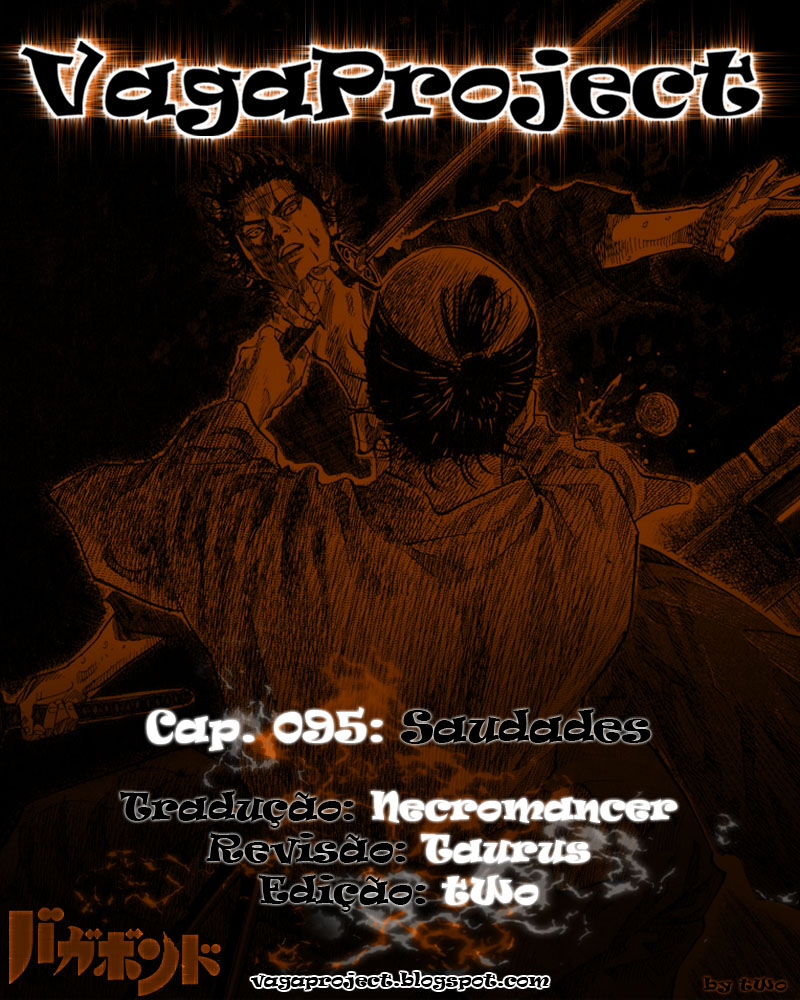 VagaProject
Cap. 095: Saudades
Tradução: Necromancer
Revisão: Taurus
Edição: tWo
バガボンド
vagaproject.blogspot.com
by tWo